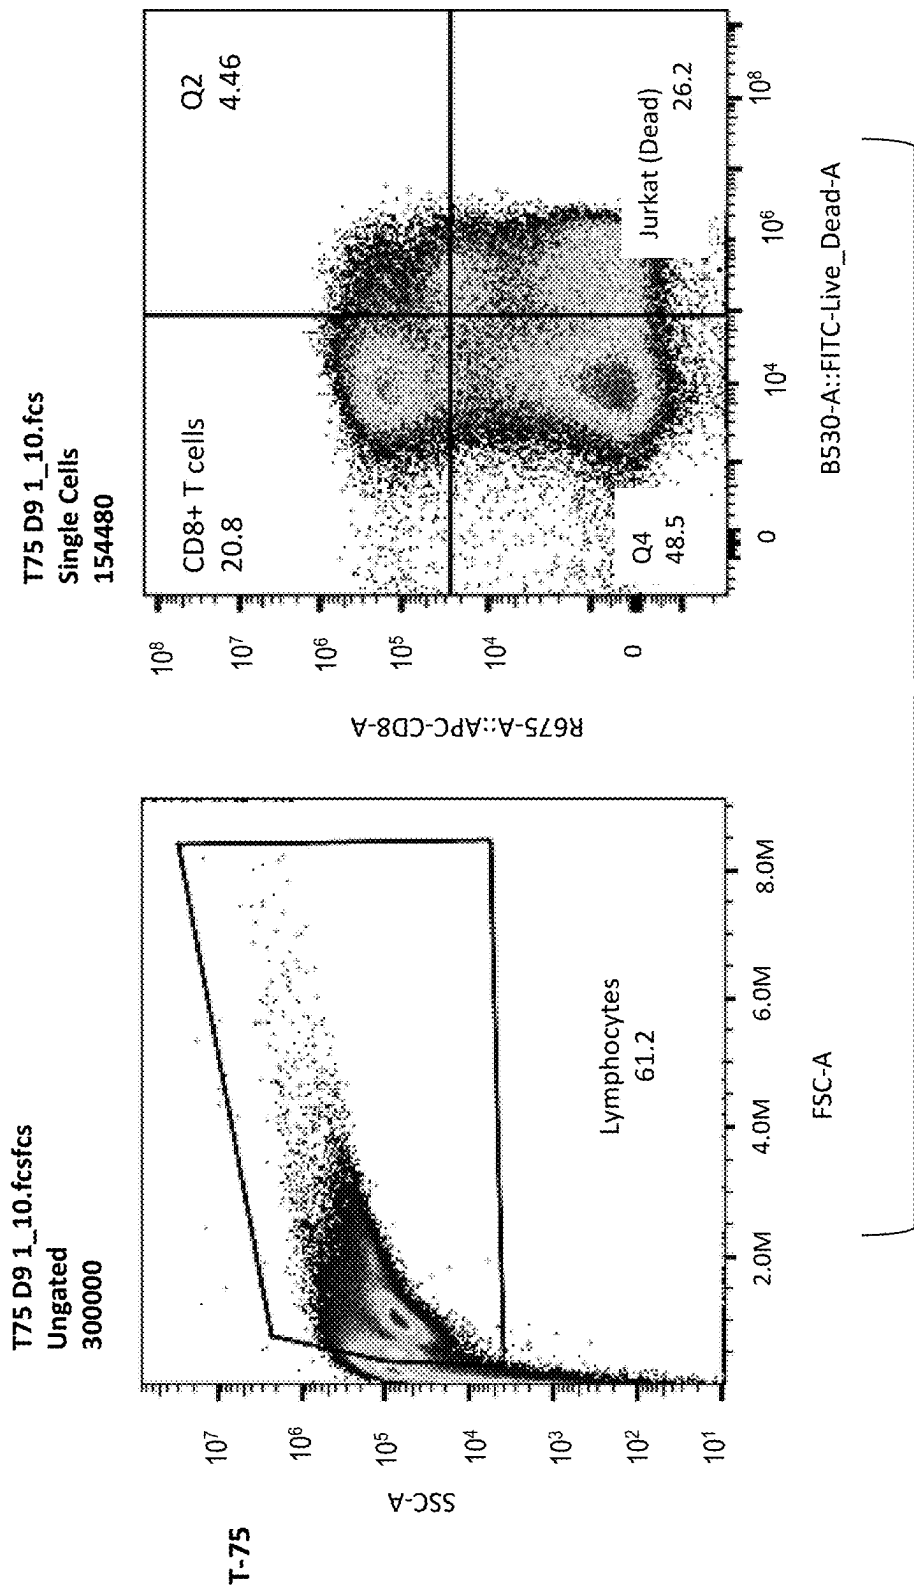 T-75
T75 D9 1_10.fcsfcs
Ungated
300000
SSC-A
10⁷
10⁶
10⁵
10⁴
10³
10²
10¹
Lymphocytes
61.2
2.0M
4.0M
6.0M
8.0M
FSC-A
T75 D9 1_10.fcs
Single Cells
154480
R675-A::APC-CD8-A
10⁸
10⁷
10⁶
10⁵
10⁴
0
CD8+ T cells
20.8
Q2
4.46
Q4
48.5
Jurkat (Dead)
26.2
0
10⁴
10⁶
10⁸
B530-A::FITC-Live_Dead-A